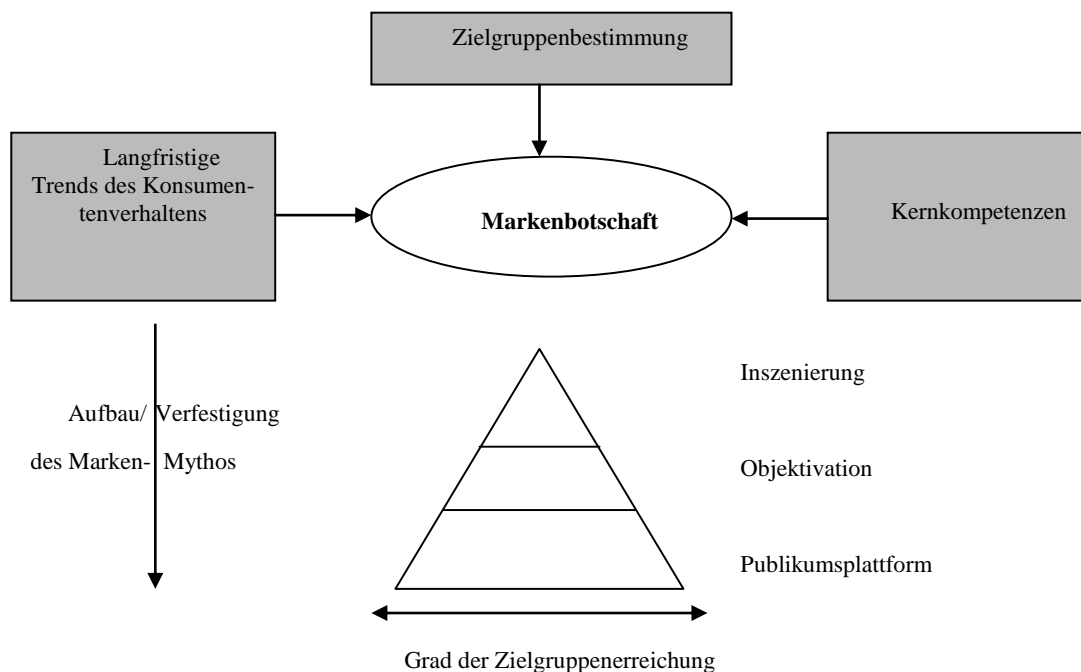 Zielgruppenbestimmung
Langfristige
Trends des Konsumen-
tenverhaltens
Markenbotschaft
Kernkompetenzen
Inszenierung
Aufbau/ Verfestigung
des Marken- Mythos
Objektivation
Publikumsplattform
Grad der Zielgruppenerreichung